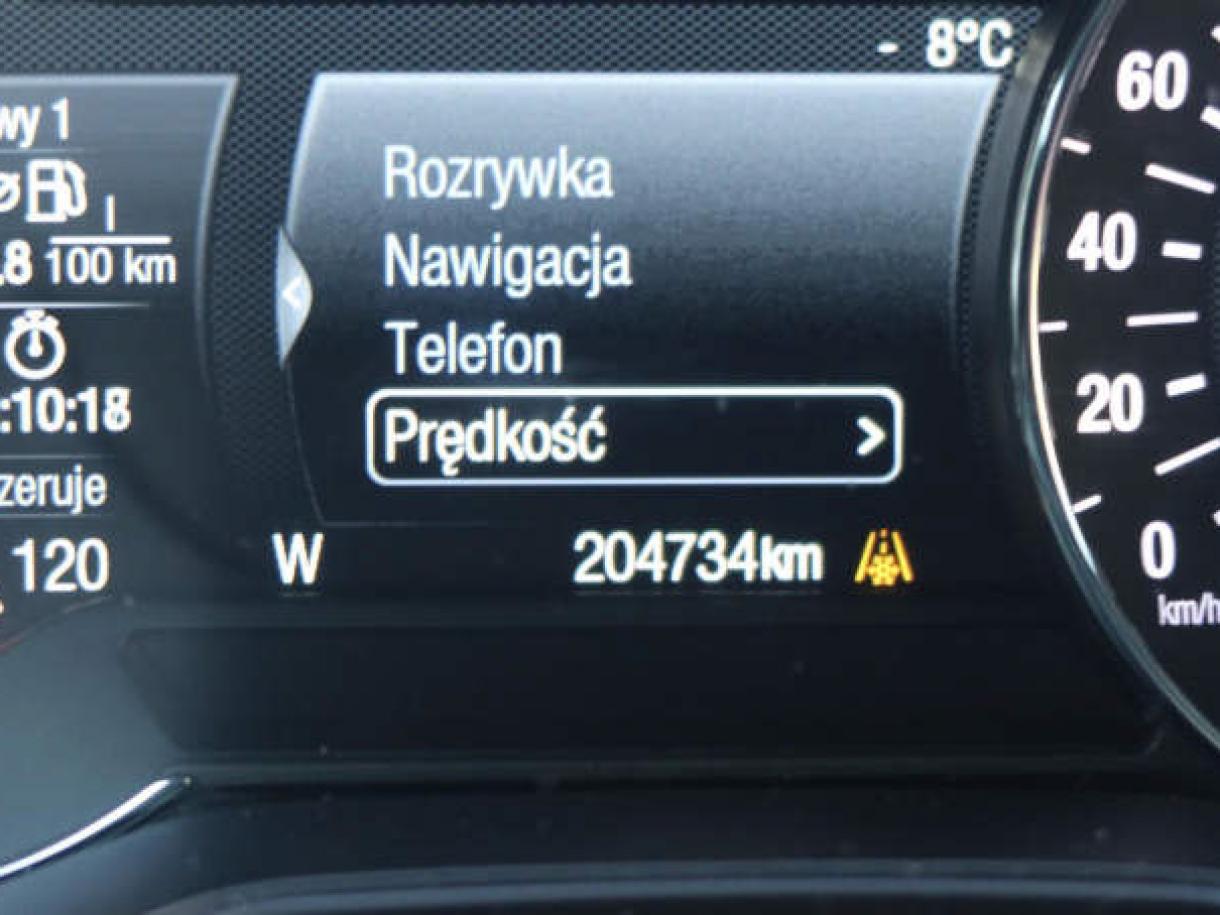 - 8°C
wy 1
l
.8 100 km
:10:18
zeruje
120
Rozrywka
Nawigacja
Telefon
Prędkość >
W 204734km
60
40
20
0
km/h